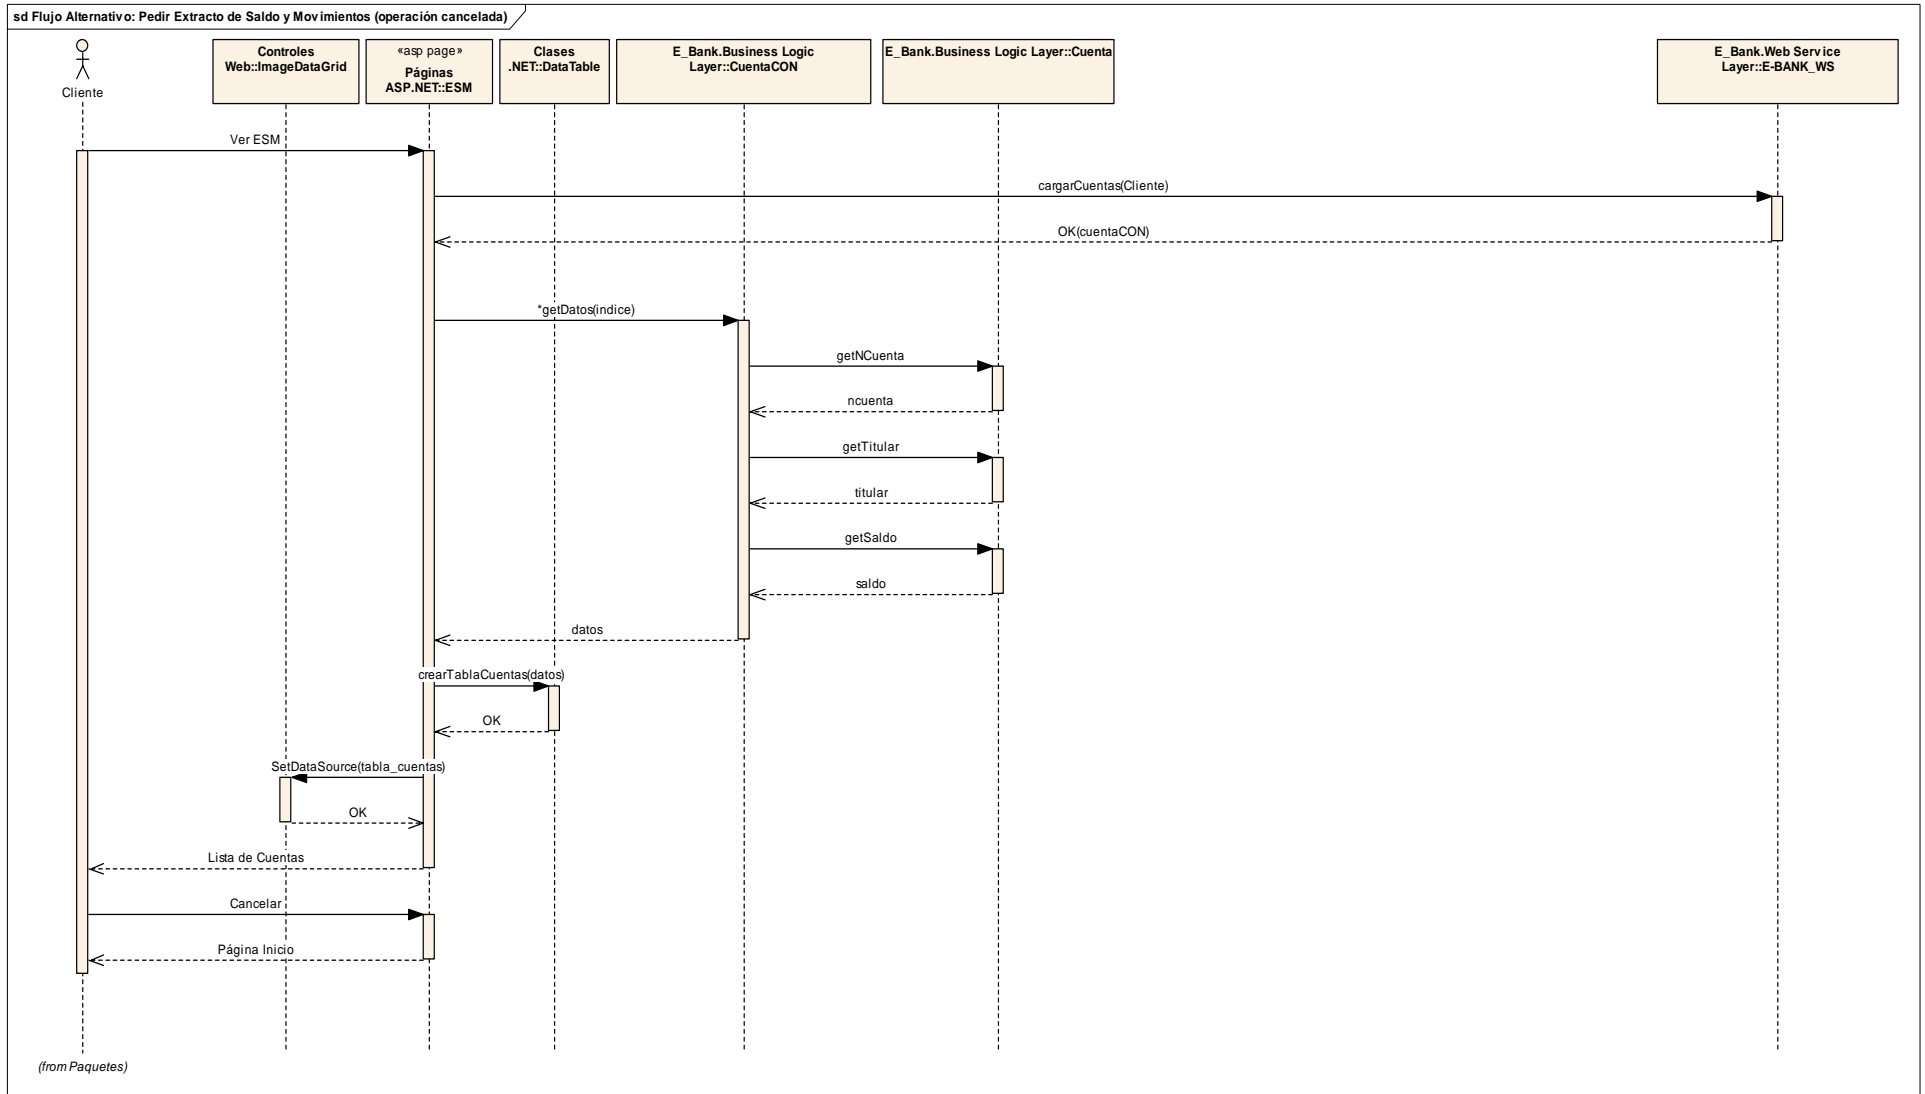 sd Flujo Alternativo: Pedir Extracto de Saldo y Movimientos (operación cancelada)
Cliente
Controles
Web::ImageDataGrid
«asp page»
Páginas
ASP.NET::ESM
Clases
.NET::DataTable
E_Bank.Business Logic
Layer::CuentaCON
E_Bank.Business Logic Layer::Cuenta
E_Bank.Web Service
Layer::E-BANK_WS
Ver ESM
cargarCuentas(Cliente)
OK(cuentaCON)
*getDatos(indice)
getNCuenta
ncuenta
getTitular
titular
getSaldo
saldo
datos
crearTablaCuentas(datos)
OK
SetDataSource(tabla_cuentas)
OK
Lista de Cuentas
Cancelar
Página Inicio
(from Paquetes)